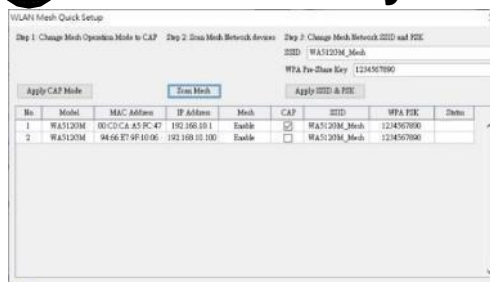 WLAN Mesh Quick Setup
Step 1: Change Mesh Operation Mode to CAP Step 2: Scan Mesh Network devices Step 3: Change Mesh Network SSID and PSK
SSID WA5120M_Mesh
WPA Pre-Share Key 1234567890
Apply CAP Mode Scan Mesh Apply SSID & PSK
No. Model MAC Address IP Address Mesh CAP SSID WPA PSK Status
1 WA5120M 00:C0:CA:A5:FC:47 192.168.10.1 Enable WA5120M_Mesh 1234567890
2 WA5120M 94:66:E7:9F:10:06 192.168.10.100 Enable WA5120M_Mesh 1234567890